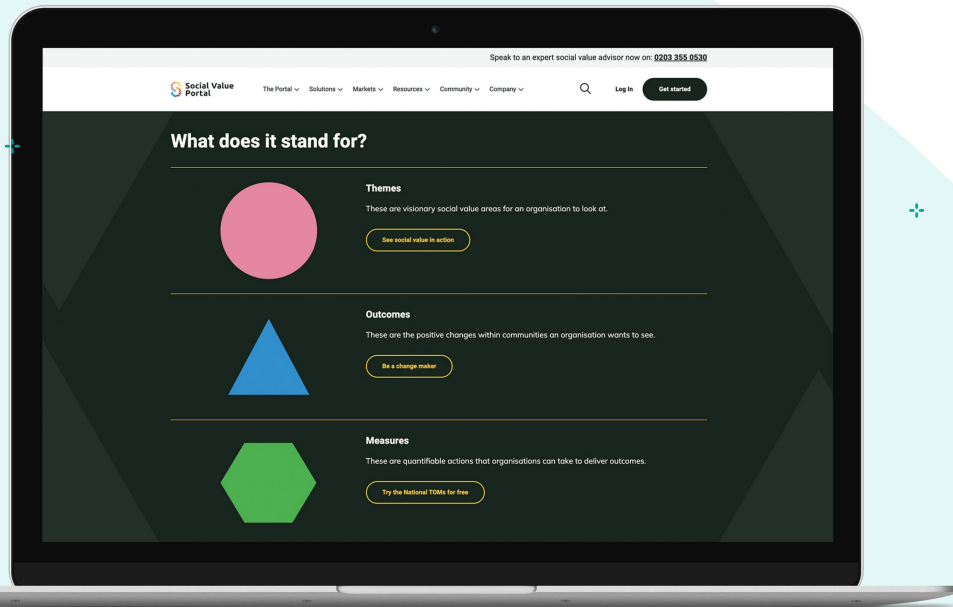 Speak to an expert social value advisor now on: 0203 355 0530
Social Value
Portal
The Portal Solutions Markets Resources Community Company Log In Get started
What does it stand for?
Themes
These are visionary social value areas for an organisation to look at.
See social value in action
Outcomes
These are the positive changes within communities an organisation wants to see.
Be a change maker
Measures
These are quantifiable actions that organisations can take to deliver outcomes.
Try the National TOMs for free